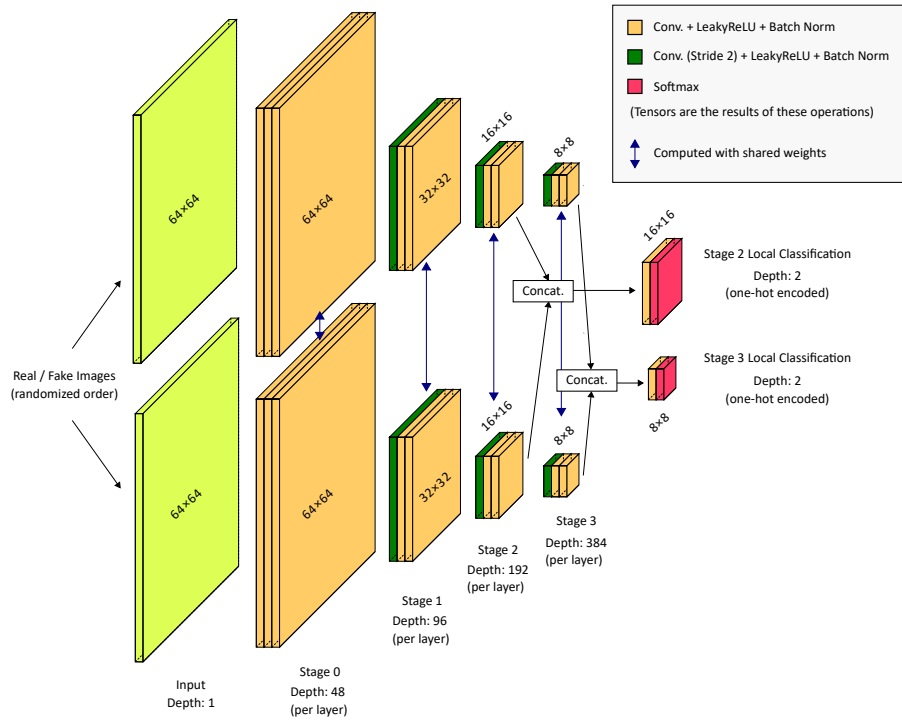 Conv. + LeakyReLU + Batch Norm
Conv. (Stride 2) + LeakyReLU + Batch Norm
Softmax
(Tensors are the results of these operations)
Computed with shared weights
64×64
64×64
32×32
16×16
8×8
16×16
Stage 2 Local Classification
Depth: 2
(one-hot encoded)
Concat.
Real / Fake Images
(randomized order)
Stage 3 Local Classification
Depth: 2
(one-hot encoded)
Concat.
8×8
64×64
64×64
32×32
16×16
8×8
Stage 3
Depth: 384
(per layer)
Stage 2
Depth: 192
(per layer)
Stage 1
Depth: 96
(per layer)
Stage 0
Depth: 48
(per layer)
Input
Depth: 1